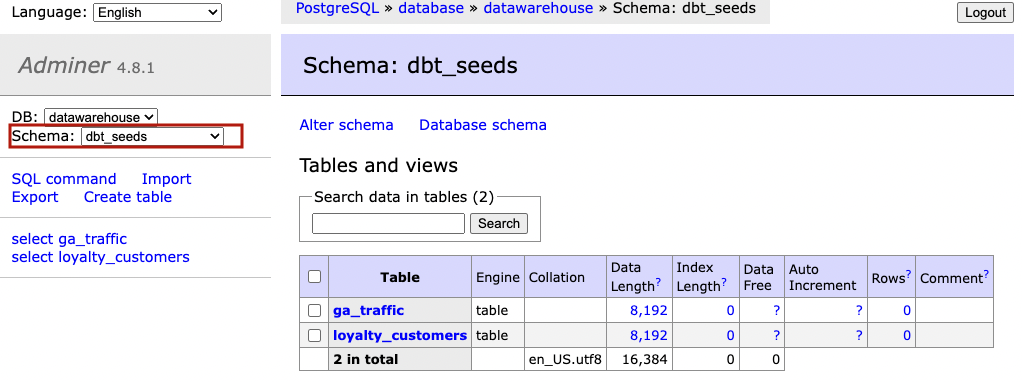 Language: English
PostgreSQL » database » datawarehouse » Schema: dbt_seeds
Logout
Adminer 4.8.1
Schema: dbt_seeds
DB: datawarehouse
Schema: dbt_seeds
SQL command Import
Export Create table
select ga_traffic
select loyalty_customers
Alter schema Database schema
Tables and views
Search data in tables (2)
Search
Table Engine Collation Data Length? Index Length? Data Free Auto Increment Rows? Comment?
ga_traffic table 8,192 0 ? ? 0
loyalty_customers table 8,192 0 ? ? 0
2 in total en_US.utf8 16,384 0 0